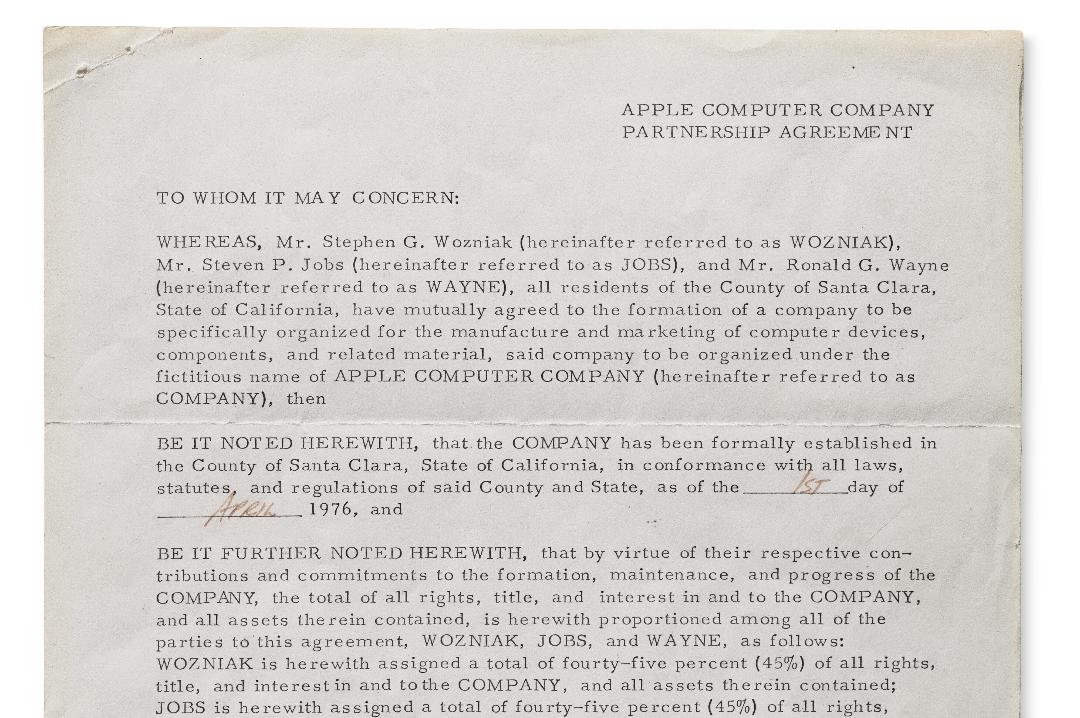 APPLE COMPUTER COMPANY
PARTNERSHIP AGREEMENT
TO WHOM IT MAY CONCERN:
WHEREAS, Mr. Stephen G. Wozniak (hereinafter referred to as WOZNIAK),
Mr. Steven P. Jobs (hereinafter referred to as JOBS), and Mr. Ronald G. Wayne
(hereinafter referred to as WAYNE), all residents of the County of Santa Clara,
State of California, have mutually agreed to the formation of a company to be
specifically organized for the manufacture and marketing of computer devices,
components, and related material, said company to be organized under the
fictitious name of APPLE COMPUTER COMPANY (hereinafter referred to as
COMPANY), then
BE IT NOTED HEREWITH, that the COMPANY has been formally established in
the County of Santa Clara, State of California, in conformance with all laws,
statutes, and regulations of said County and State, as of the 1ST day of
APRIL 1976, and
BE IT FURTHER NOTED HEREWITH, that by virtue of their respective con-
tributions and commitments to the formation, maintenance, and progress of the
COMPANY, the total of all rights, title, and interest in and to the COMPANY,
and all assets therein contained, is herewith proportioned among all of the
parties to this agreement, WOZNIAK, JOBS, and WAYNE, as follows:
WOZNIAK is herewith assigned a total of fourty-five percent (45%) of all rights,
title, and interest in and to the COMPANY, and all assets therein contained;
JOBS is herewith assigned a total of fourty-five percent (45%) of all rights,